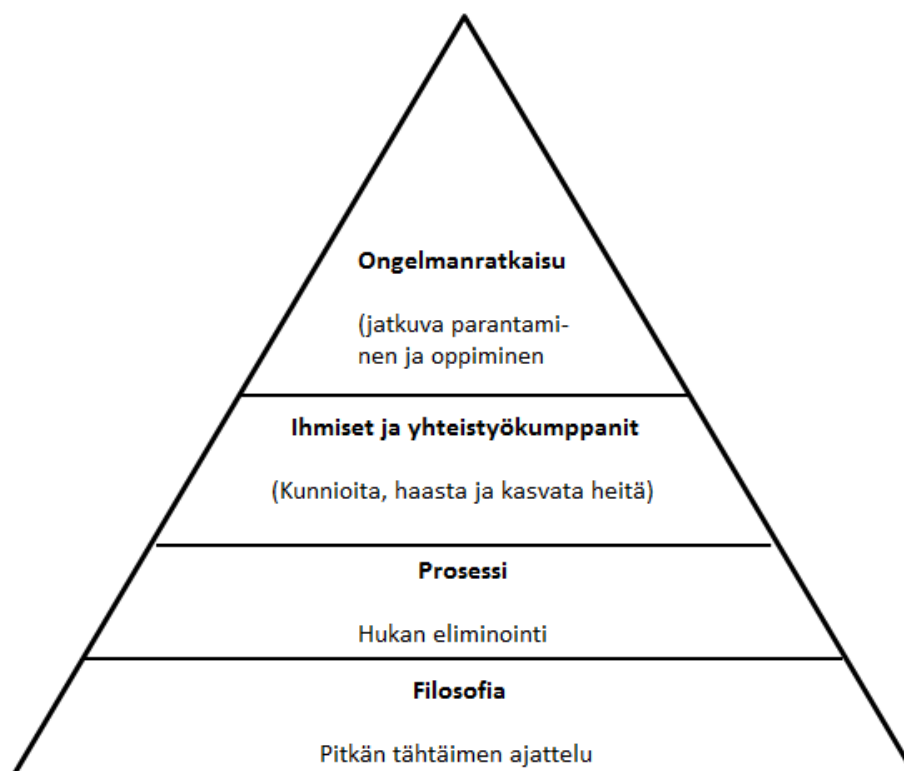 Ongelmanratkaisu
(jatkuva parantami-
nen ja oppiminen
Ihmiset ja yhteistyökumppanit
(Kunnioita, haasta ja kasvata heitä)
Prosessi
Hukan eliminointi
Filosofia
Pitkän tähtäimen ajattelu